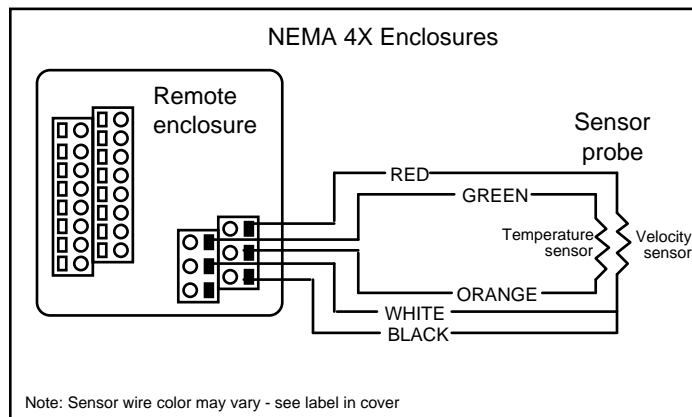 NEMA 4X Enclosures
Remote
enclosure
Sensor
probe
RED
GREEN
Temperature
sensor
Velocity
sensor
ORANGE
WHITE
BLACK
Note: Sensor wire color may vary - see label in cover